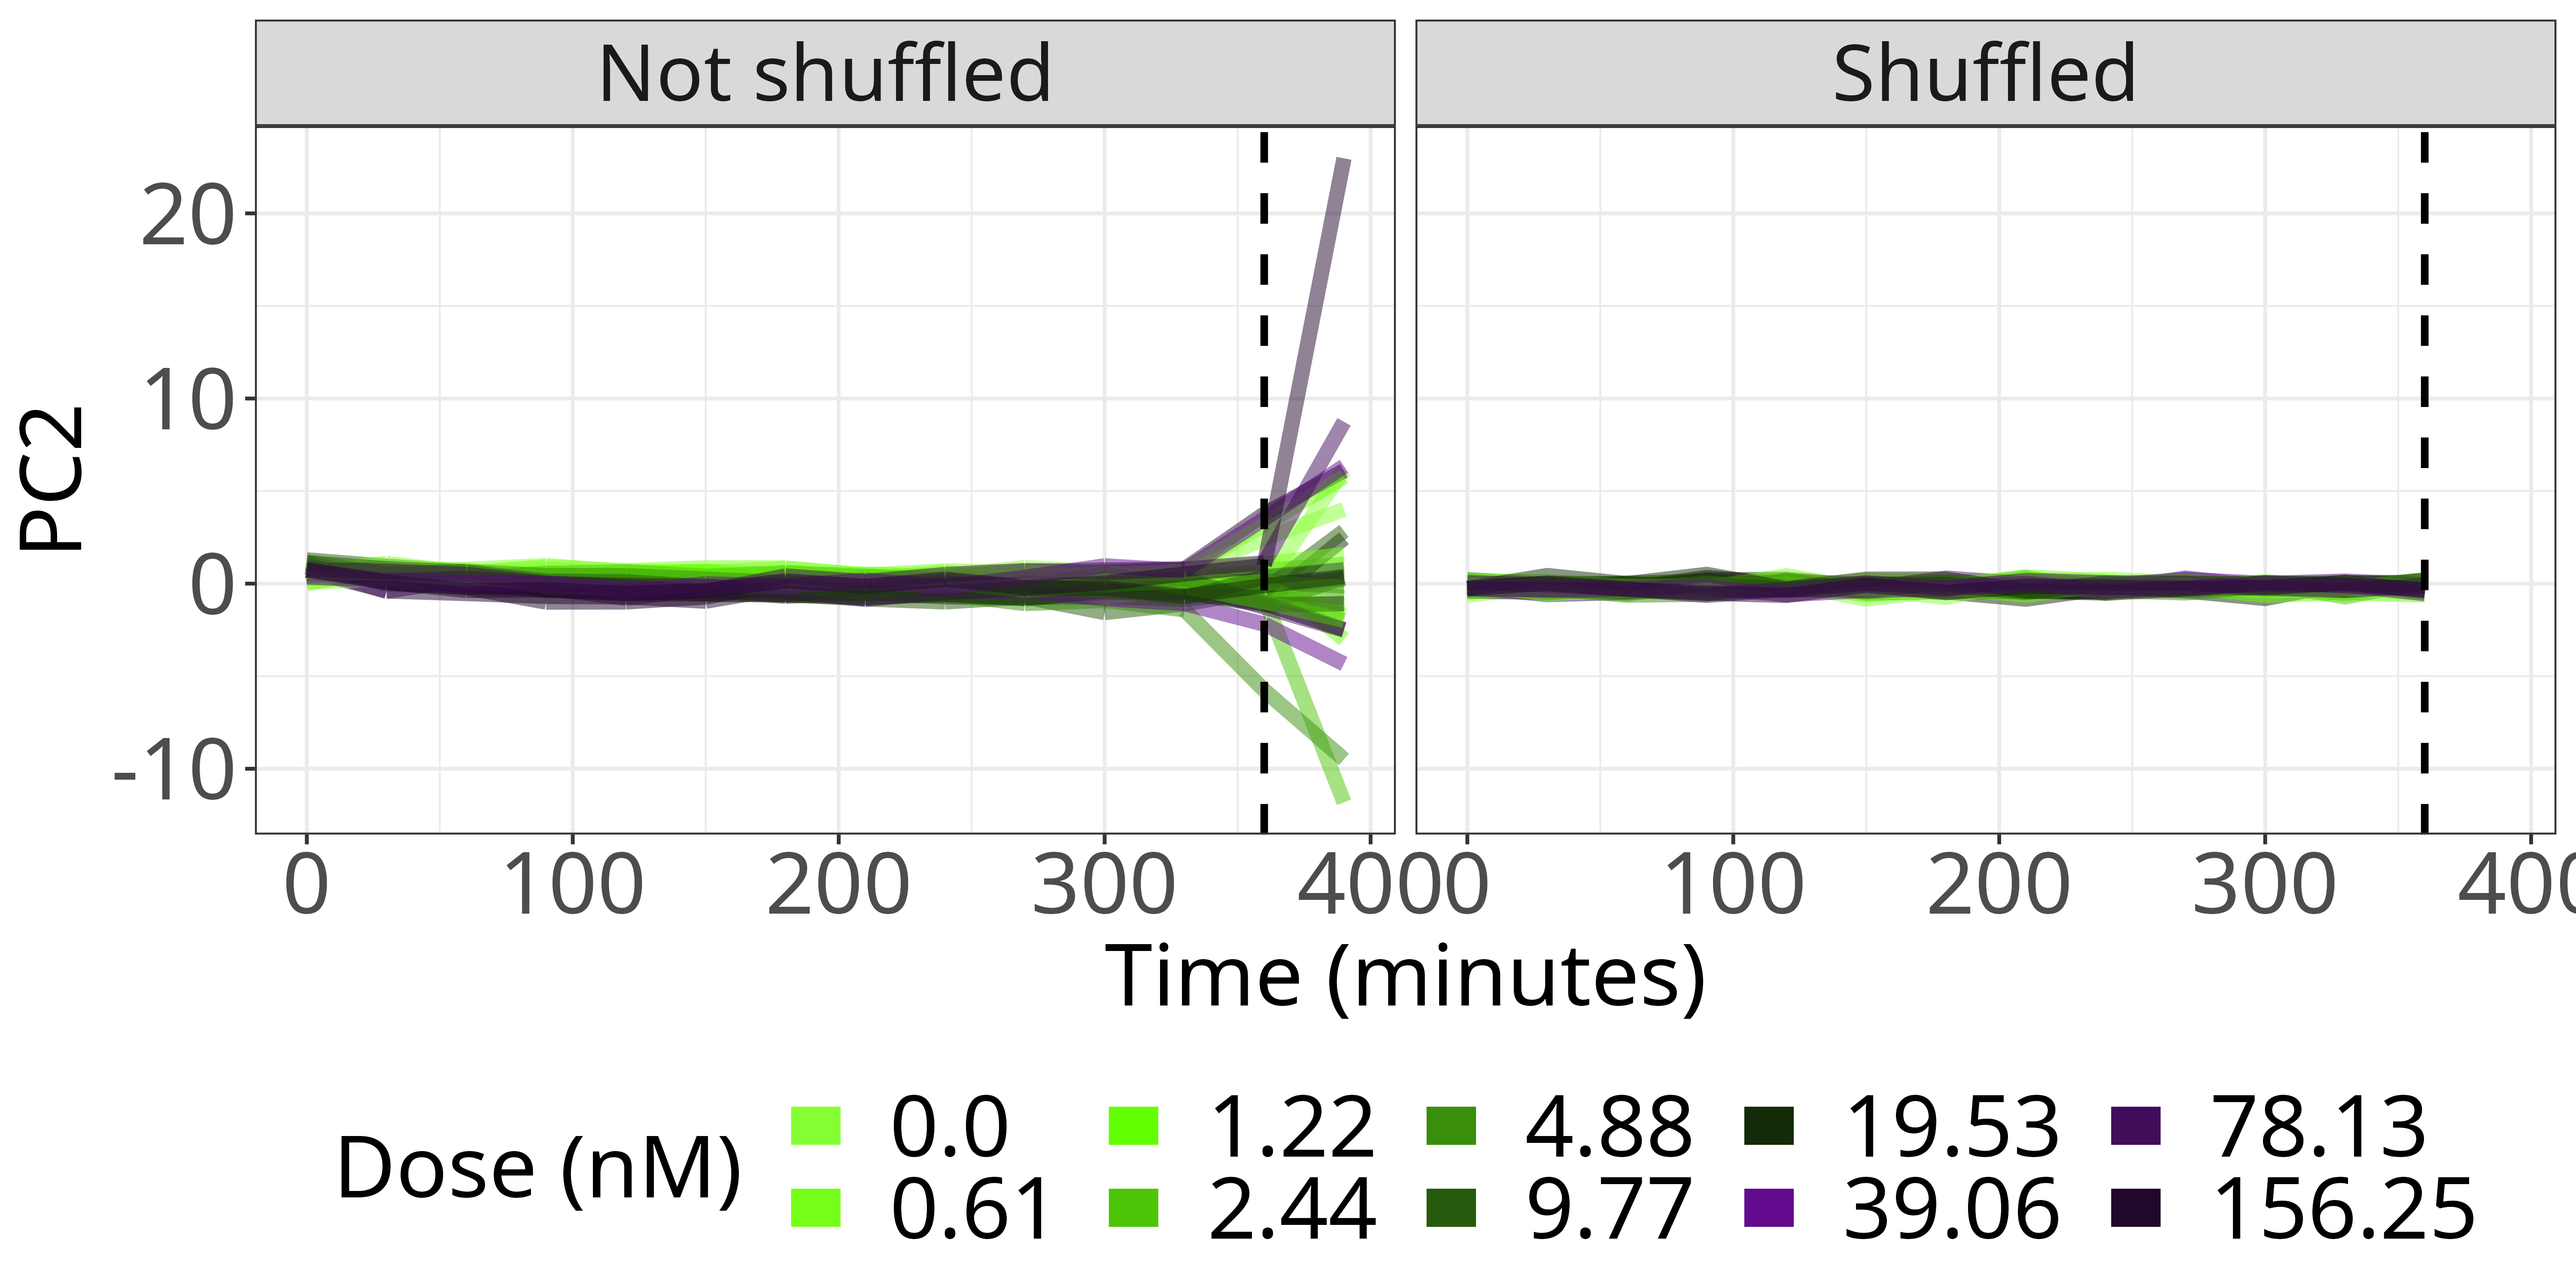 Not shuffled Shuffled
20
10
0
-10
PC2
0 100 200 300 400 0 100 200 300 400
Time (minutes)
Dose (nM)
0.0 1.22 4.88 19.53 78.13
0.61 2.44 9.77 39.06 156.25